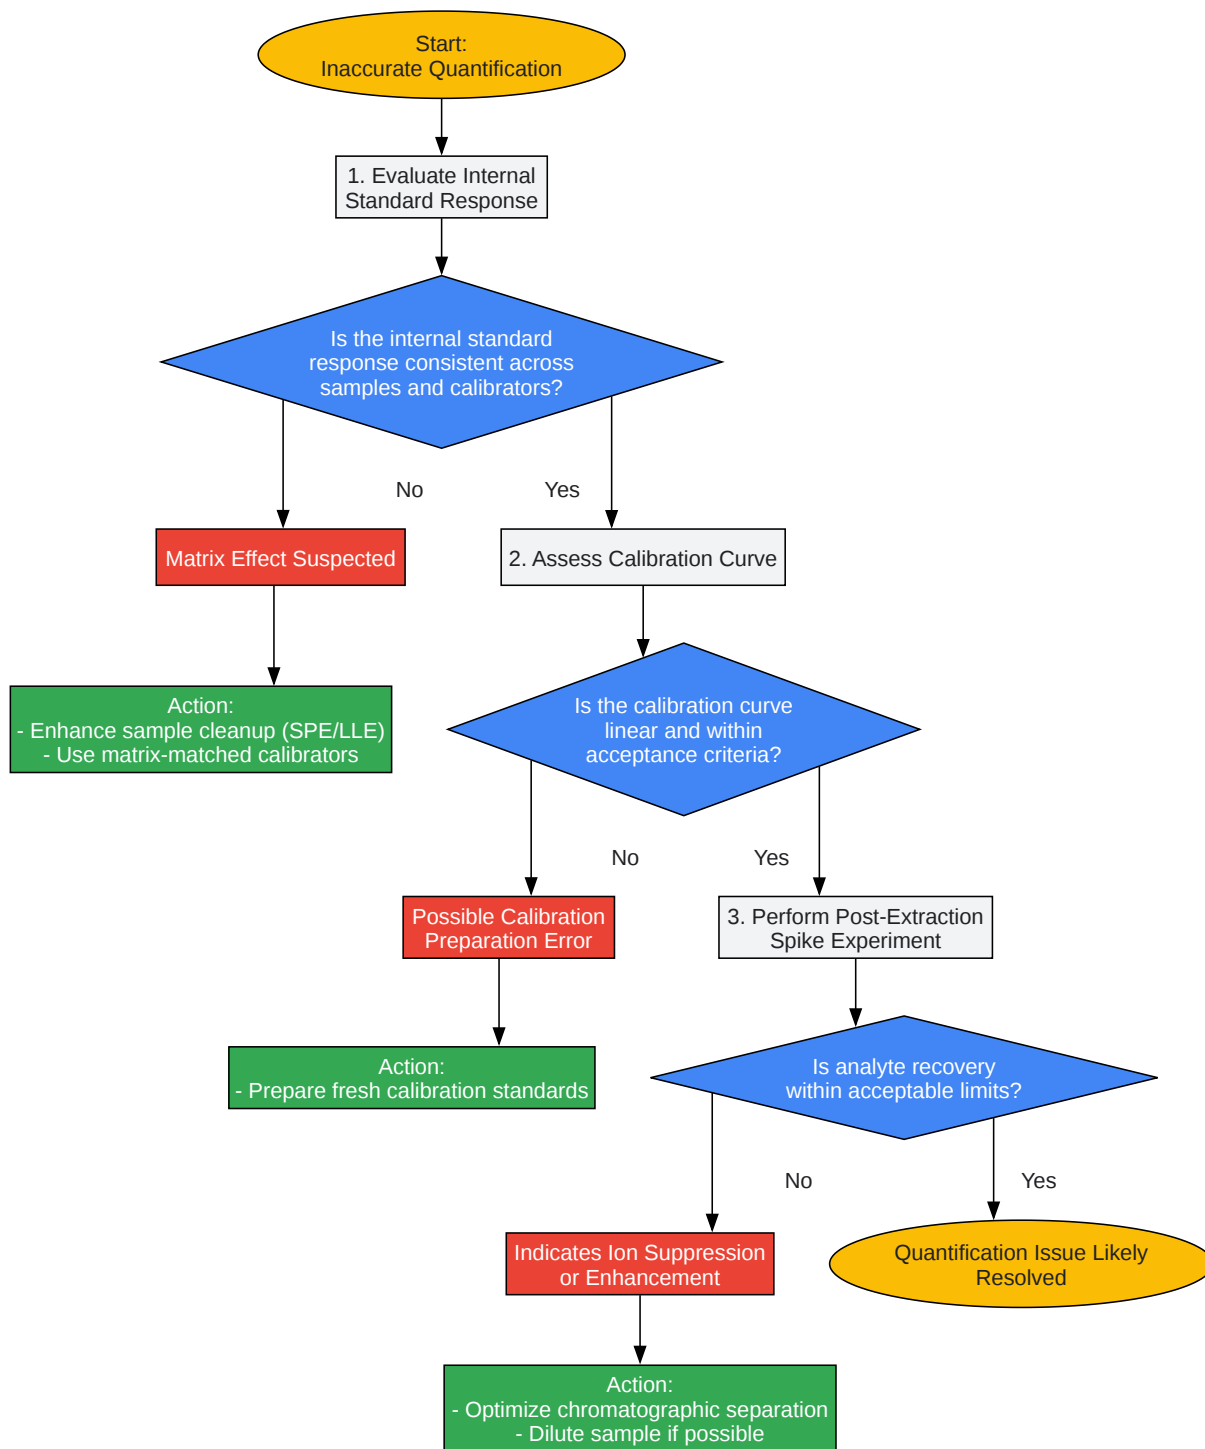 Start:
Inaccurate Quantification
1. Evaluate Internal
Standard Response
Is the internal standard
response consistent across
samples and calibrators?
No
Yes
Matrix Effect Suspected
2. Assess Calibration Curve
Action:
- Enhance sample cleanup (SPE/LLE)
- Use matrix-matched calibrators
Is the calibration curve
linear and within
acceptance criteria?
No
Yes
Possible Calibration
Preparation Error
3. Perform Post-Extraction
Spike Experiment
Action:
- Prepare fresh calibration standards
Is analyte recovery
within acceptable limits?
No
Yes
Indicates Ion Suppression
or Enhancement
Quantification Issue Likely
Resolved
Action:
- Optimize chromatographic separation
- Dilute sample if possible